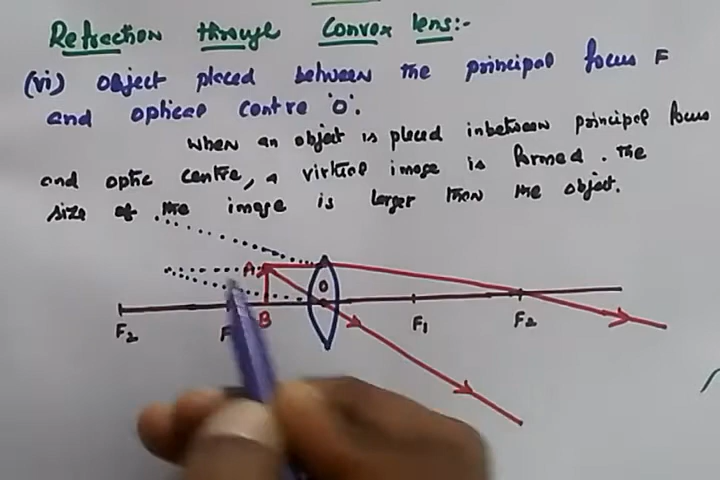 Refraction through Convex lens:-
(vi) object placed between the principal focus F
and optical centre 'O'.
When an object is placed inbetween principal focus
and optic centre, a virtual image is formed. The
size of the image is larger than the object.
A
O
F2
F
B
F1
F2